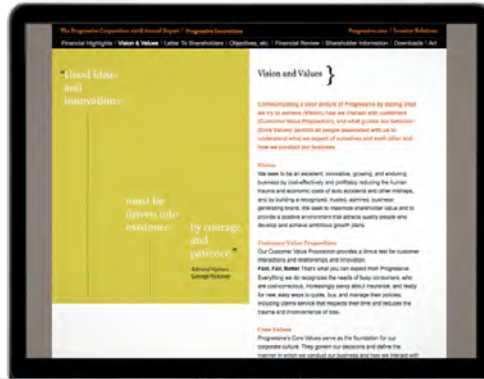 The Progressive Corporation 2008 Annual Report / Progressive Innovations
Progressive.com / Investor Relations
Financial Highlights | Vision & Values | Letter To Shareholders | Objectives, etc. | Financial Review | Shareholder Information | Downloads | Art
"Good ideas
and
innovations
must be
driven into
existence
by courage
and
patience."
Admiral Hyman
George Rickover
Vision and Values }
Communicating a clear picture of Progressive by stating what
we try to achieve (Vision), how we interact with customers
(Customer Value Proposition), and what guides our behavior
(Core Values) permits all people associated with us to
understand what we expect of ourselves and each other and
how we conduct our business.
Vision
We seek to be an excellent, innovative, growing, and enduring
business by cost-effectively and profitably reducing the human
trauma and economic costs of auto accidents and other mishaps,
and by building a recognized, trusted, admired, business-
generating brand. We seek to maximize shareholder value and to
provide a positive environment that attracts quality people who
develop and achieve ambitious growth plans.
Customer Value Proposition
Our Customer Value Proposition provides a litmus test for customer
interactions and relationships and innovation.
Fast, Fair, Better That's what you can expect from Progressive.
Everything we do recognizes the needs of busy consumers, who
are cost-conscious, increasingly savvy about insurance, and ready
for new, easy ways to quote, buy, and manage their policies,
including claims service that respects their time and reduces the
trauma and inconvenience of loss.
Core Values
Progressive's Core Values serve as the foundation for our
corporate culture. They govern our decisions and define the
manner in which we conduct our business and how we interact with